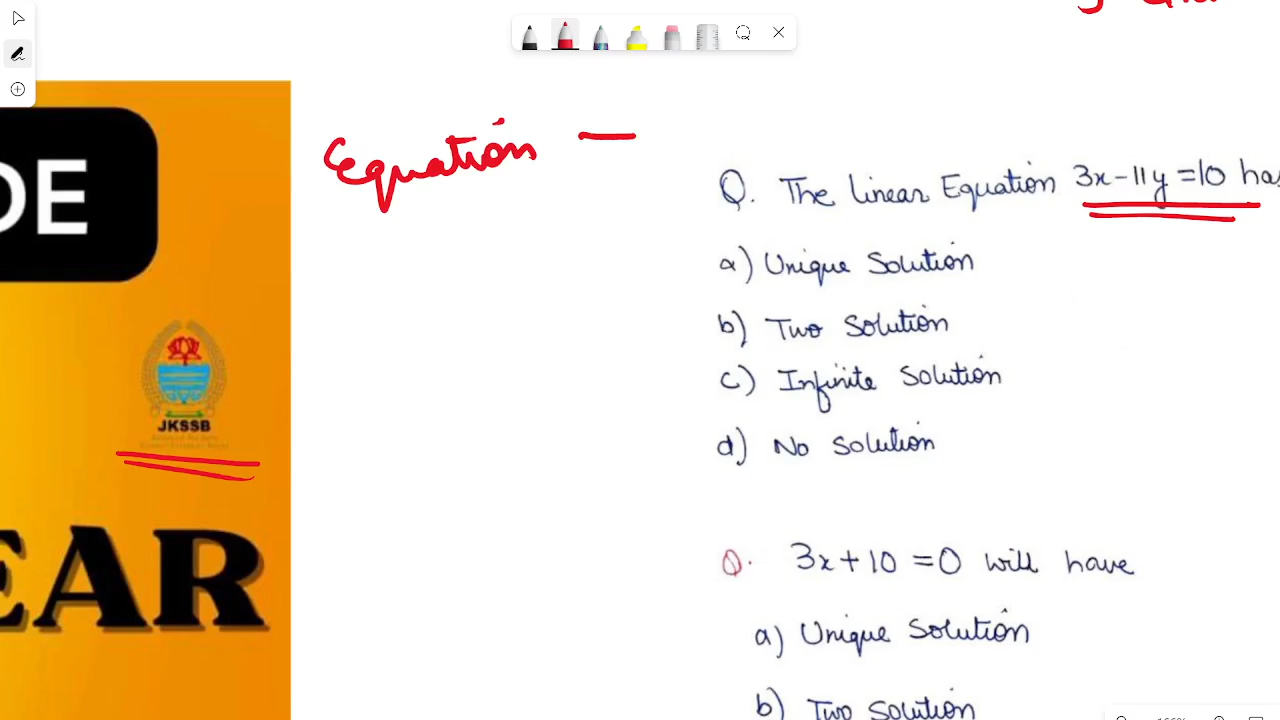 DE
JKSSB
EAR
Equation —
Q. The Linear Equation 3x-11y=10 has
a) Unique Solution
b) Two Solution
c) Infinite Solution
d) No Solution
Q. 3x+10=0 will have
a) Unique Solution
b) Two Solution